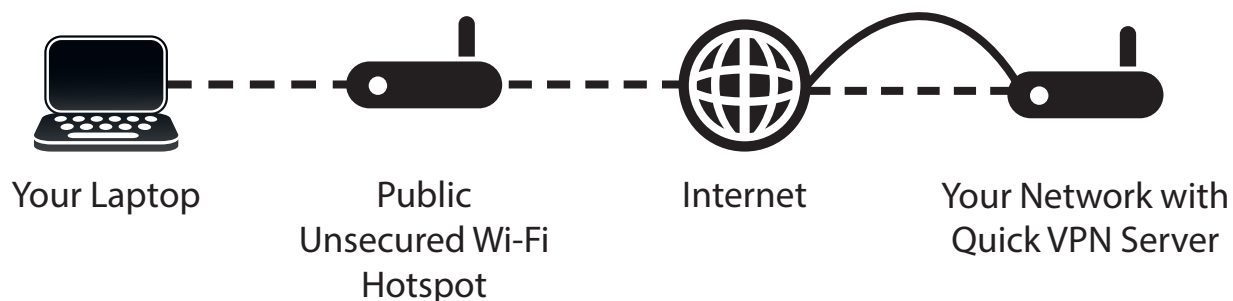 Your Laptop
Public
Unsecured Wi-Fi
Hotspot
Internet
Your Network with
Quick VPN Server